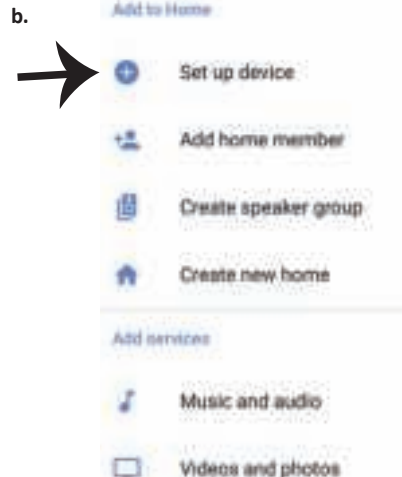 b.
Add to Home
Set up device
Add home member
Create speaker group
Create new home
Add services
Music and audio
Videos and photos